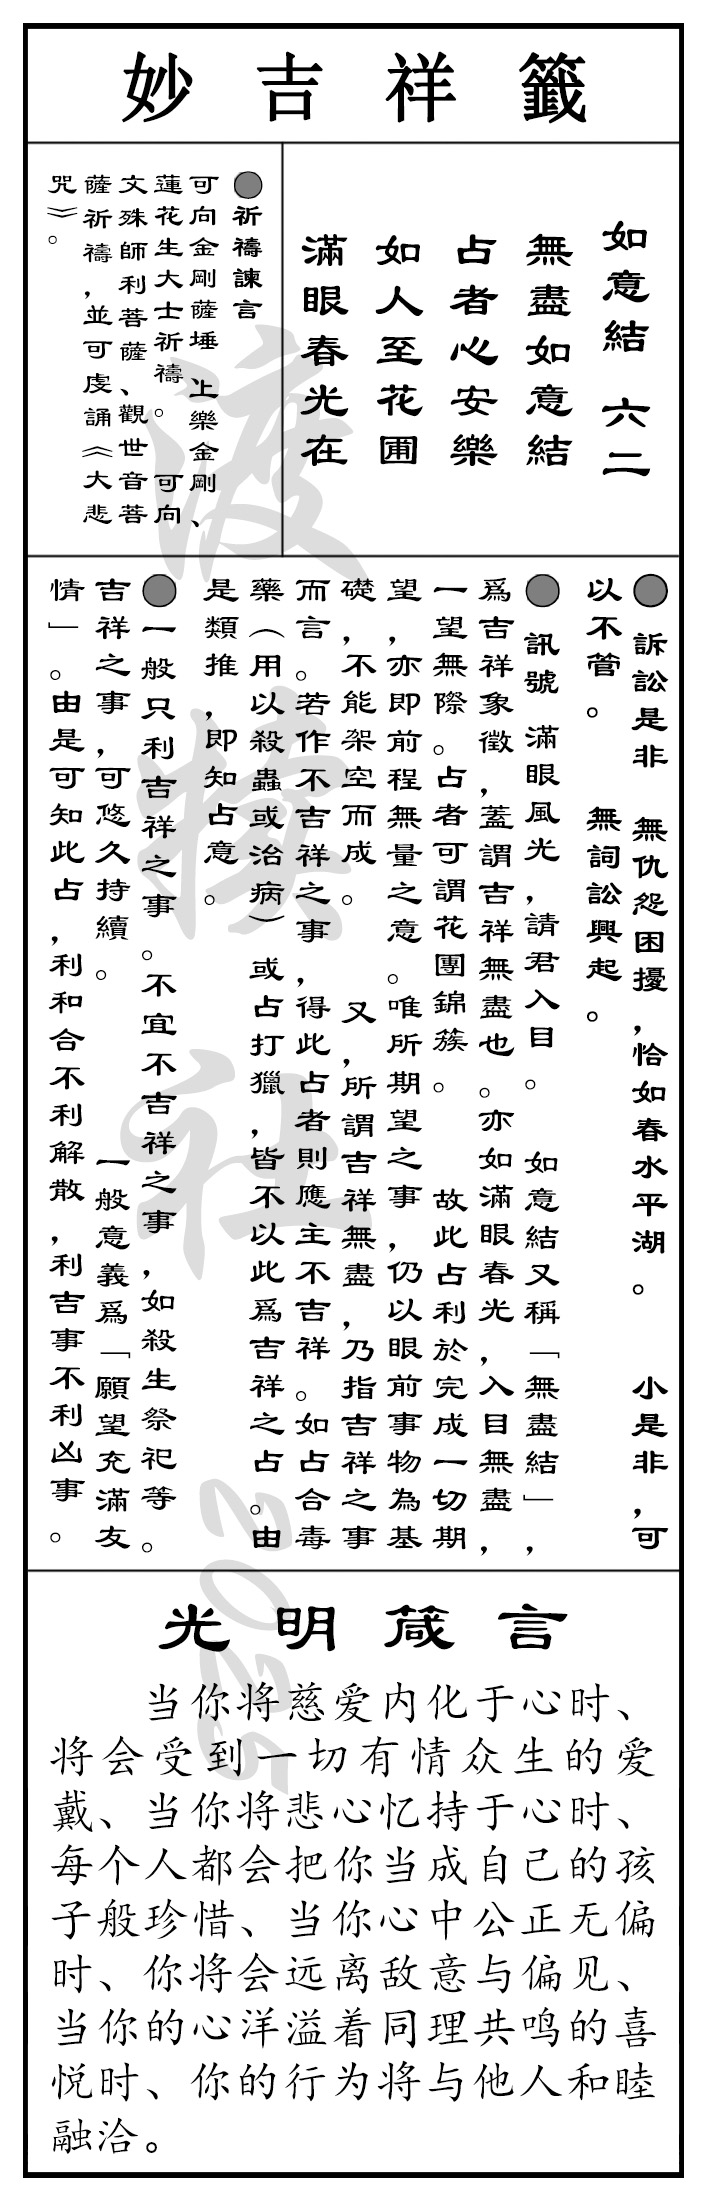 妙吉祥籤
如意結 六二
無盡如意結
占者心安樂
如人至花圃
滿眼春光在
●祈禱諫言
可向金剛薩埵、上樂金剛、
蓮花生大士祈禱。 可向
文殊師利菩薩、觀世音菩
薩祈禱,並可虔誦《大悲
咒》。
● 訴訟是非 無仇怨困擾,恰如春水平湖。 小是非,可
以不管。 無詞訟興起。
● 訊號 滿眼風光,請君入目。 如意結又稱「無盡結」,
爲吉祥象徵,蓋謂吉祥無盡也。亦如滿眼春光,入目無盡,
一望無際。占者可謂花團錦簇。 故此占利於完成一切期
望,亦即前程無量之意。唯所期望之事,仍以眼前事物為基
礎,不能架空而成。 又,所謂吉祥無盡,乃指吉祥之事
而言。若作不吉祥之事,得此占者則應主不吉祥。如占合毒
藥(用以殺蟲或治病)或占打獵,皆不以此爲吉祥之占。由
是類推,即知占意。
●一般只利吉祥之事。不宜不吉祥之事,如殺生祭祀等。
吉祥之事,可悠久持續。 一般意義爲「願望充滿友
情」。由是可知此占,利和合不利解散,利吉事不利凶事。
光明箴言
当你将慈爱内化于心时、
将会受到一切有情众生的爱
戴、当你将悲心忆持于心时、
每个人都会把你当成自己的孩
子般珍惜、当你心中公正无偏
时、你将会远离敌意与偏见、
当你的心洋溢着同理共鸣的喜
悦时、你的行为将与他人和睦
融洽。
渡 社 2025